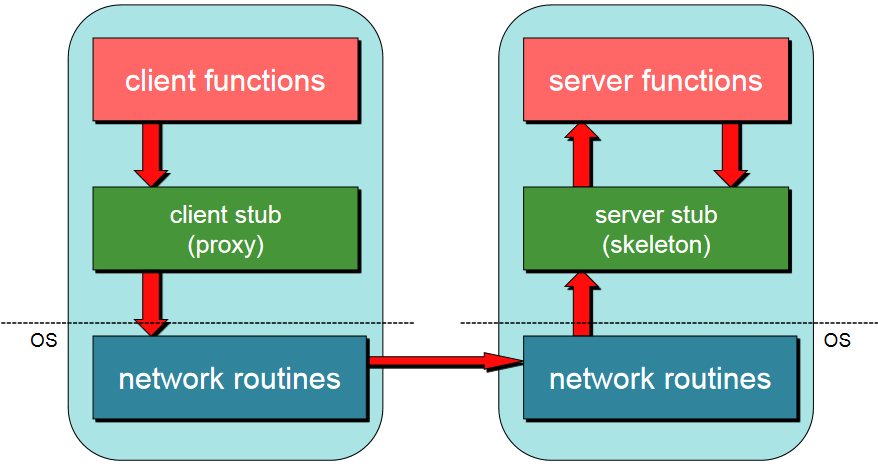 client functions
server functions
client stub
(proxy)
server stub
(skeleton)
OS
OS
network routines
network routines